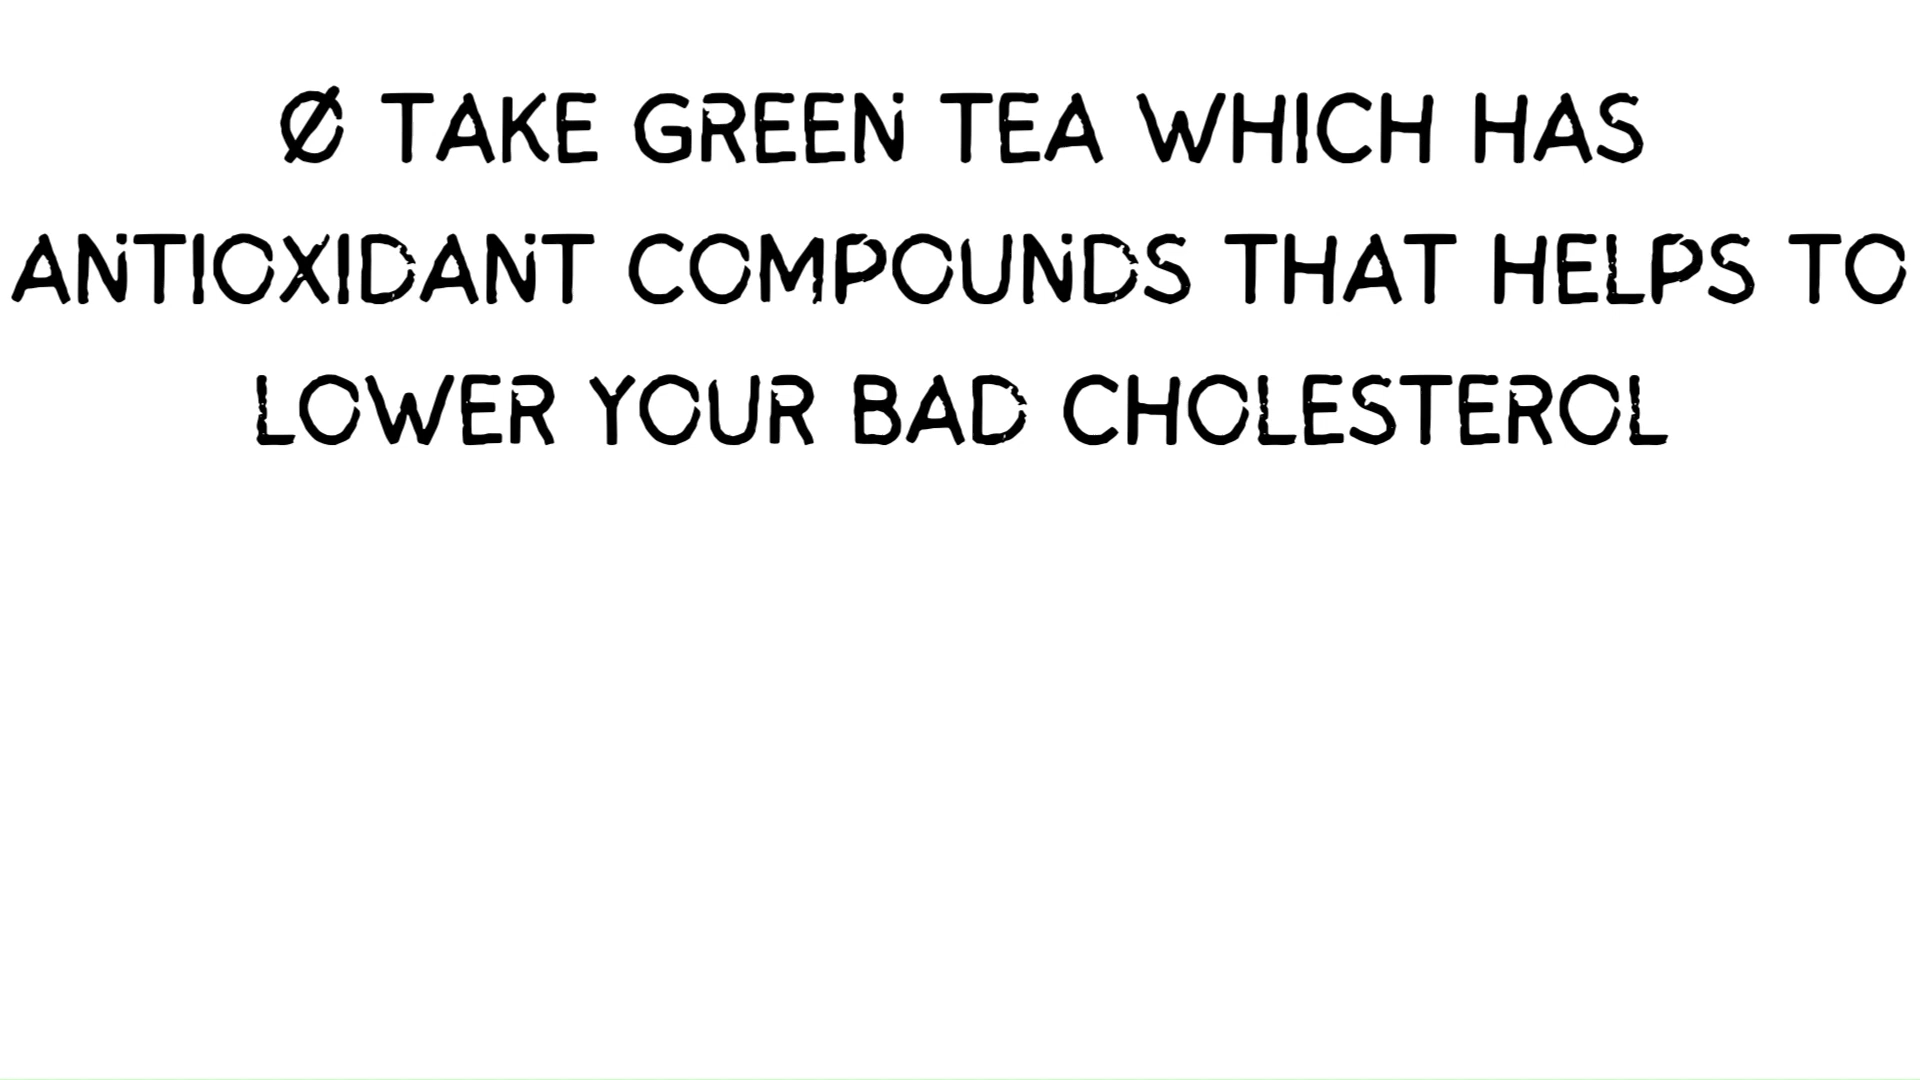 Ø TAKE GREEN TEA WHICH HAS
ANTIOXIDANT COMPOUNDS THAT HELPS TO
LOWER YOUR BAD CHOLESTEROL